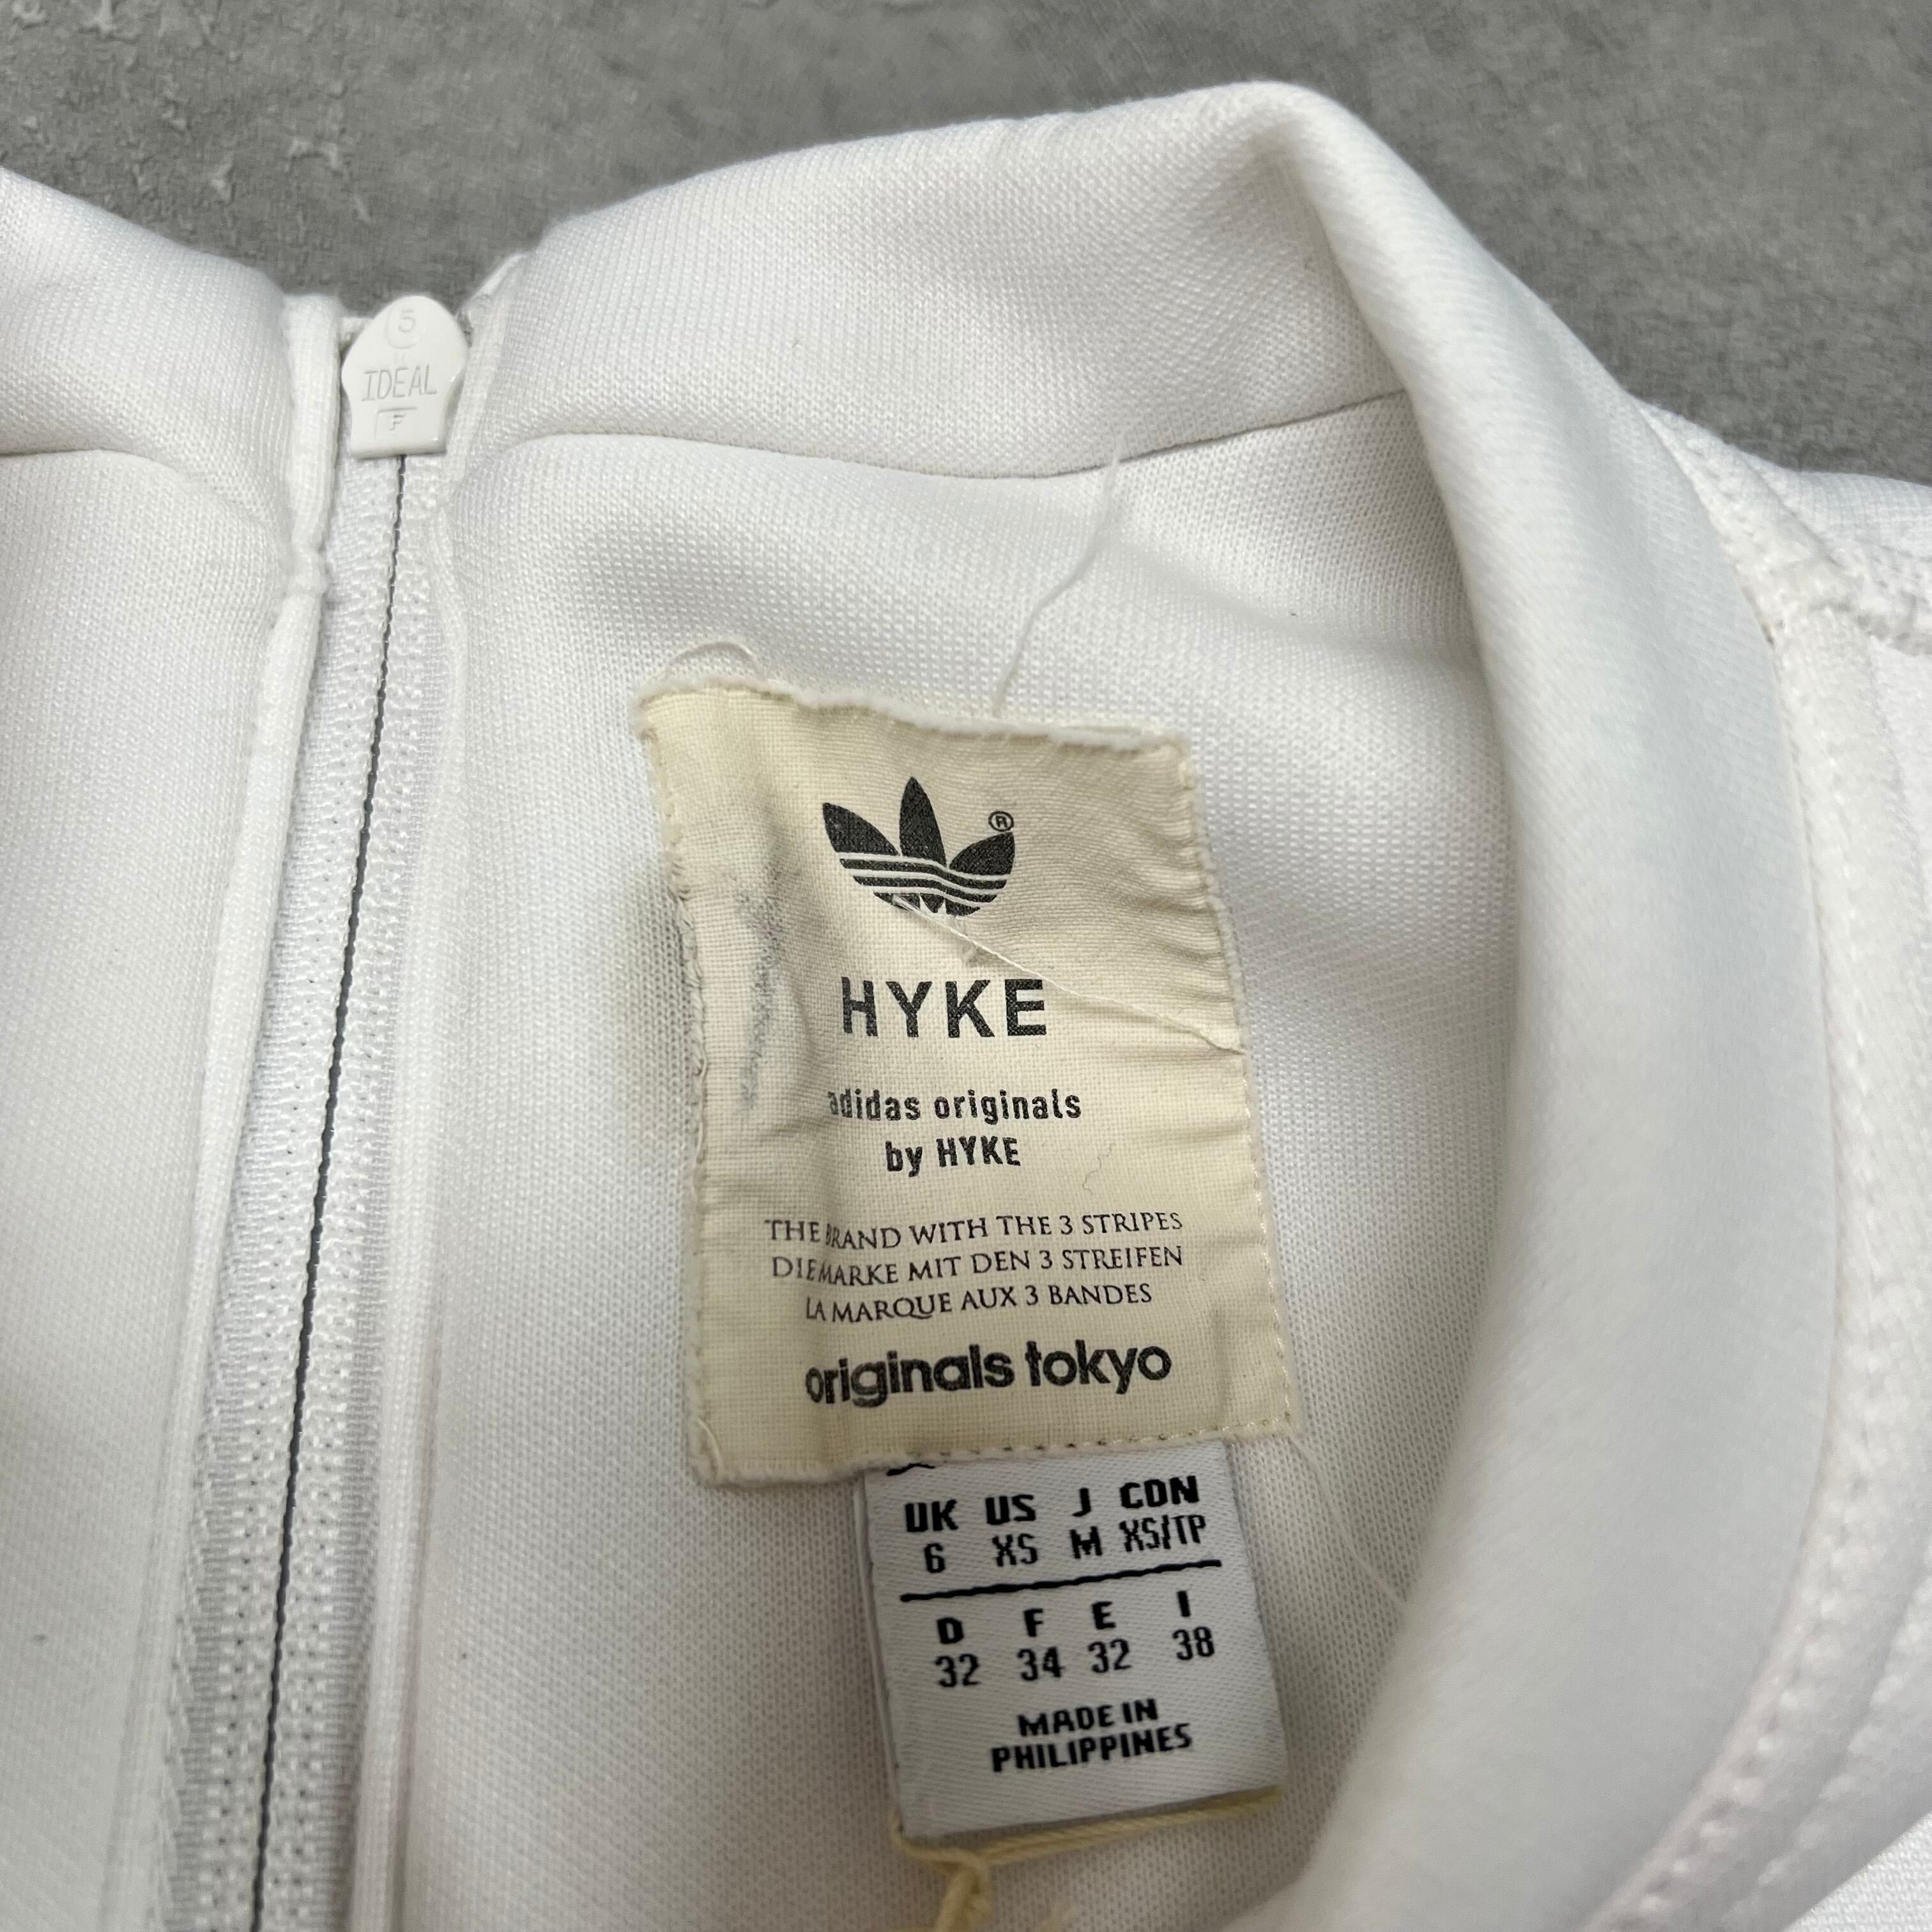 5
IDEAL
F
®
HYKE
adidas originals
by HYKE
THE BRAND WITH THE 3 STRIPES
DIE MARKE MIT DEN 3 STREIFEN
LA MARQUE AUX 3 BANDES
originals tokyo
UK US J CDN
6 XS M XS/TP
D F E I
32 34 32 38
MADE IN
PHILIPPINES